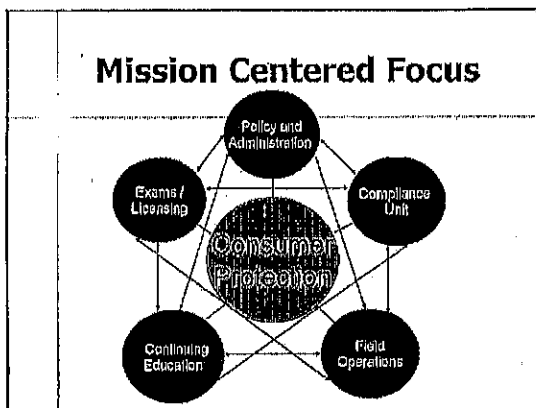 Mission Centered Focus
Policy and
Administration
Exams /
Licensing
Compliance
Unit
Consumer
Protection
Continuing
Education
Field
Operations